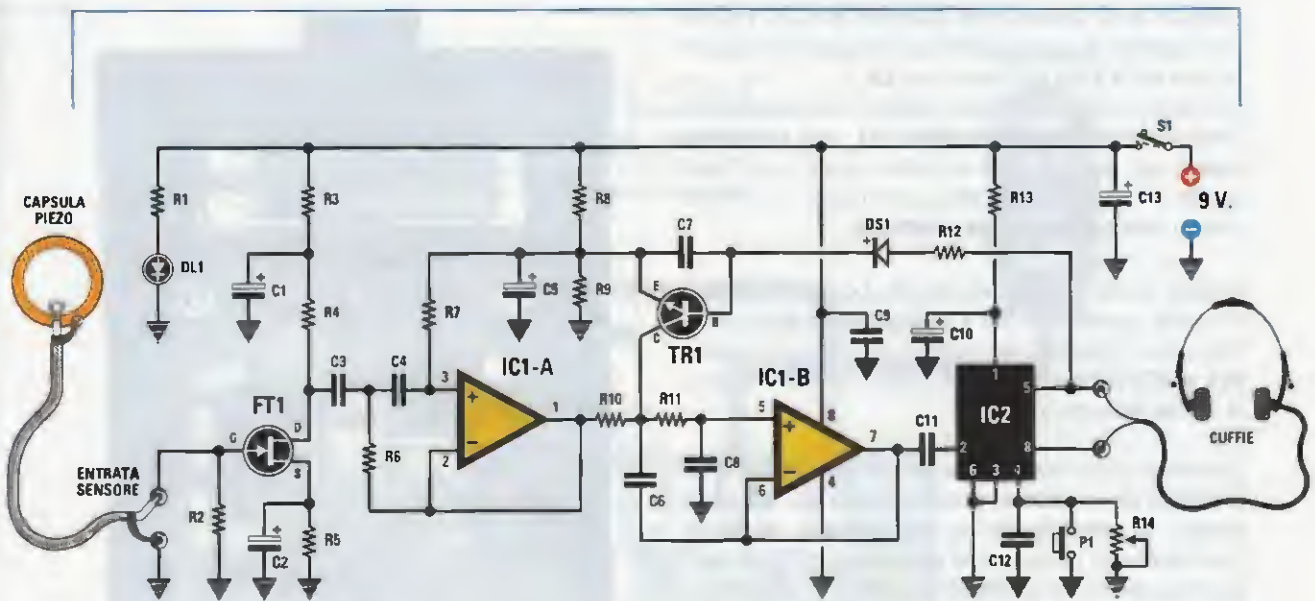 CAPSULA
PIEZO
ENTRATA
SENSORE
R1
DL1
R2
G
FT1
D
S
C2
R5
C1
R3
R4
C3
C4
R6
R7
3
2
+
−
IC1-A
1
C5
R8
R9
C7
E
B
C
TR1
R10
R11
C6
C8
5
6
+
−
IC1-B
7
8
4
C9
DS1
R12
C11
R13
C10
1
2
IC2
5
8
6
3
4
C12
P1
R14
C13
S1
9 V.
CUFFIE